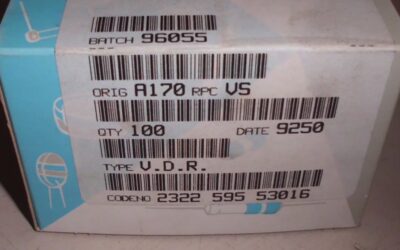 BATCH 96055
ORIG A170 RPC VS
QTY 100 DATE 9250
TYPE V.D.R.
CODENO 2322 595 53016